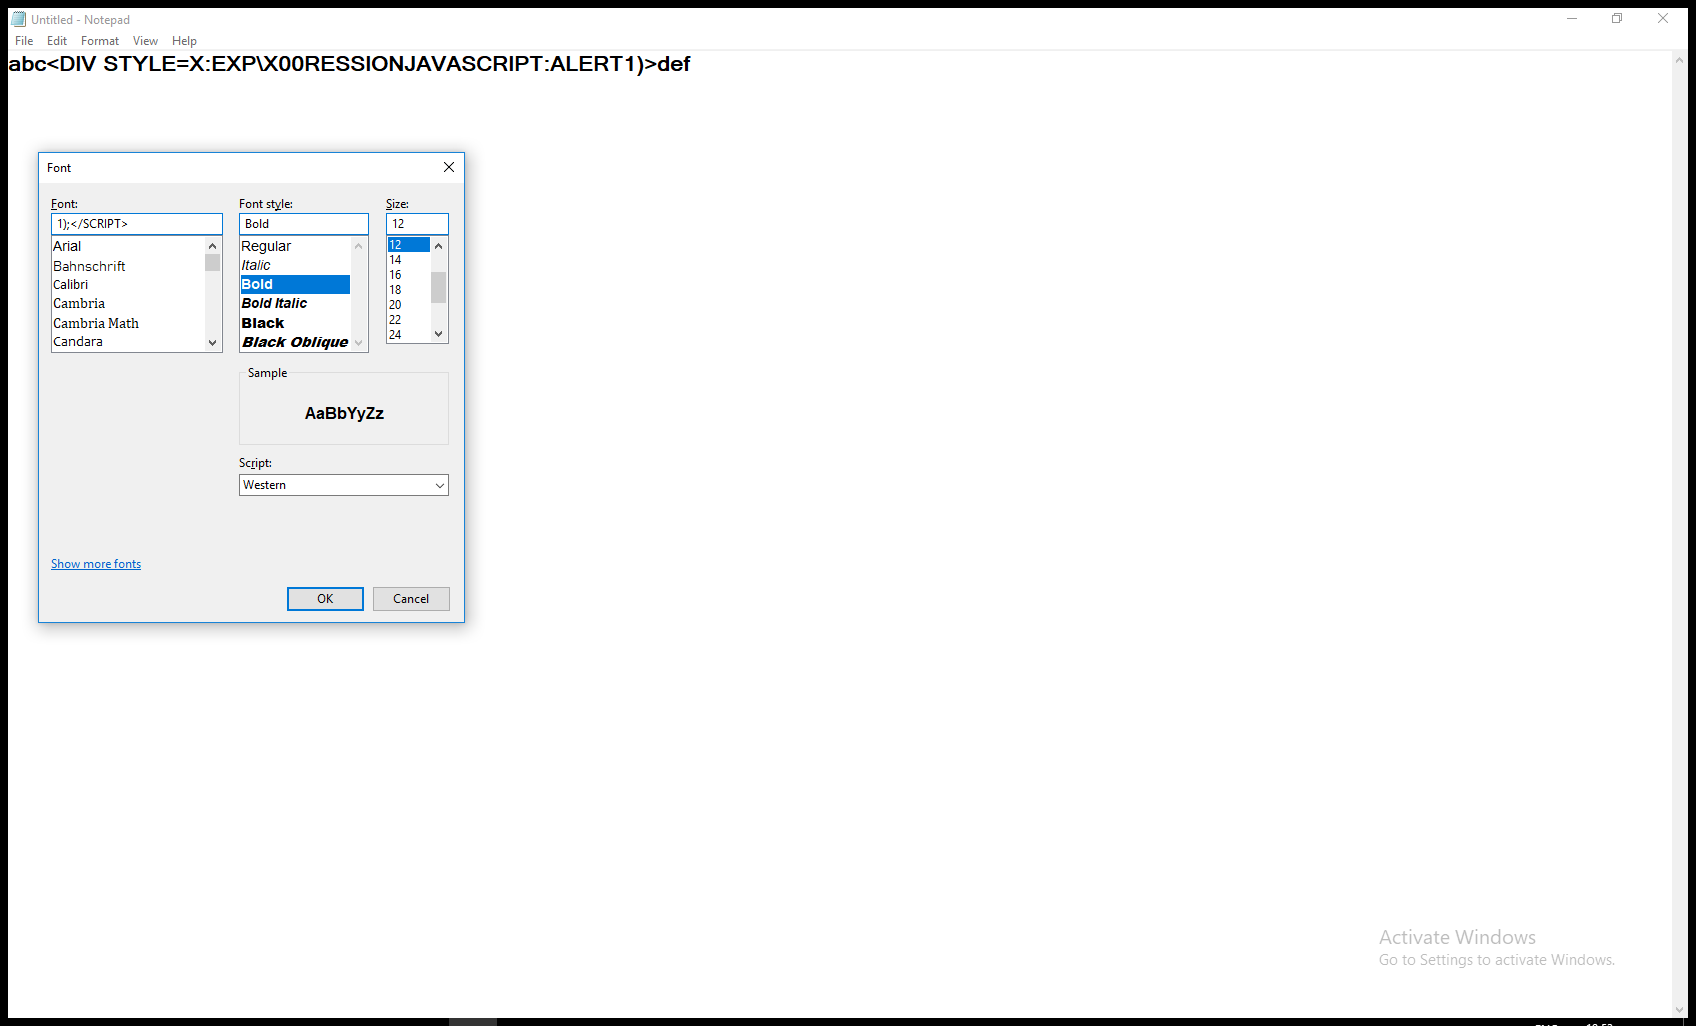 Untitled - Notepad
File Edit Format View Help
abc<DIV STYLE=X:EXP\X00RESSIONJAVASCRIPT:ALERT1)>def
Font
Font: Font style: Size:
1);</SCRIPT> Bold 12
Arial Regular 12
Bahnschrift Italic 14
Calibri Bold 16
Cambria Bold Italic 18
Cambria Math Black 20
Candara Black Oblique 22
24
Sample
AaBbYyZz
Script:
Western
Show more fonts
OK Cancel
Activate Windows
Go to Settings to activate Windows.